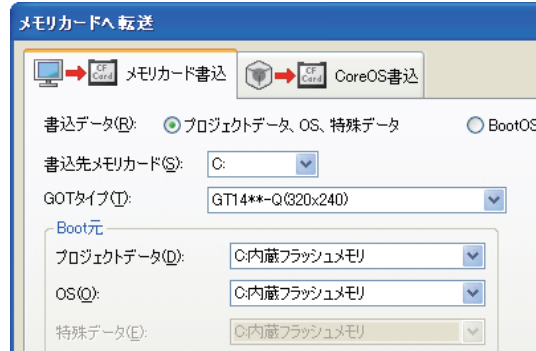 メモリカードへ転送
CF Card メモリカード書込 CF Card CoreOS書込
書込データ(R): プロジェクトデータ、OS、特殊データ BootOS
書込先メモリカード(S): C:
GOTタイプ(T): GT14**-Q(320x240)
Boot元
プロジェクトデータ(D): C:内蔵フラッシュメモリ
OS(O): C:内蔵フラッシュメモリ
特殊データ(E): C:内蔵フラッシュメモリ